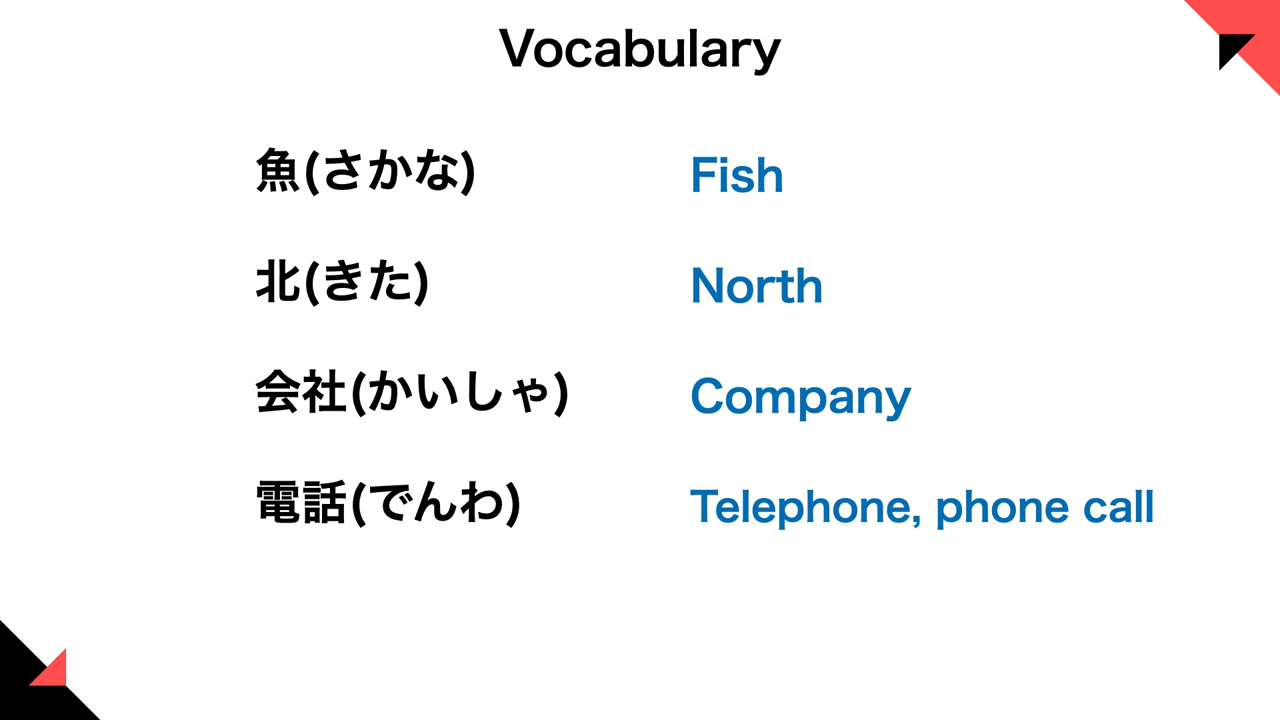 Vocabulary
魚(さかな) Fish
北(きた) North
会社(かいしゃ) Company
電話(でんわ) Telephone, phone call